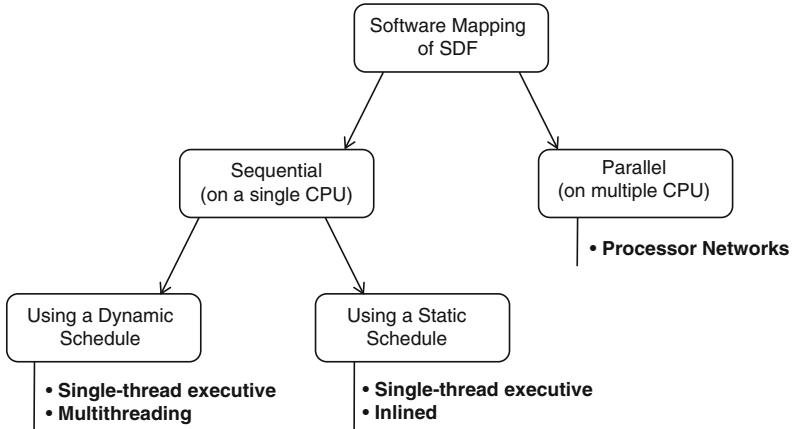 Software Mapping
of SDF
Sequential
(on a single CPU)
Parallel
(on multiple CPU)
• Processor Networks
Using a Dynamic
Schedule
Using a Static
Schedule
• Single-thread executive
• Multithreading
• Single-thread executive
• Inlined